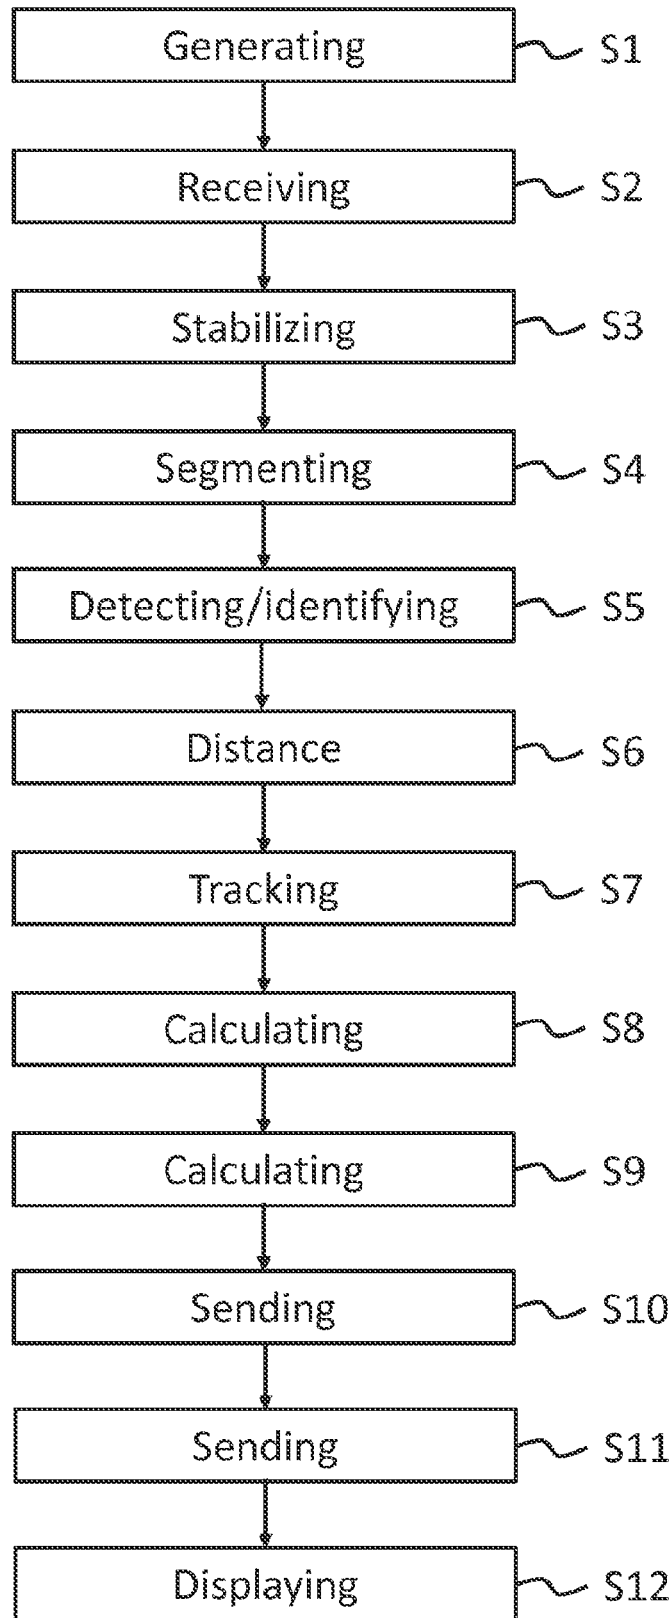 Generating S1
Receiving S2
Stabilizing S3
Segmenting S4
Detecting/identifying S5
Distance S6
Tracking S7
Calculating S8
Calculating S9
Sending S10
Sending S11
Displaying S12